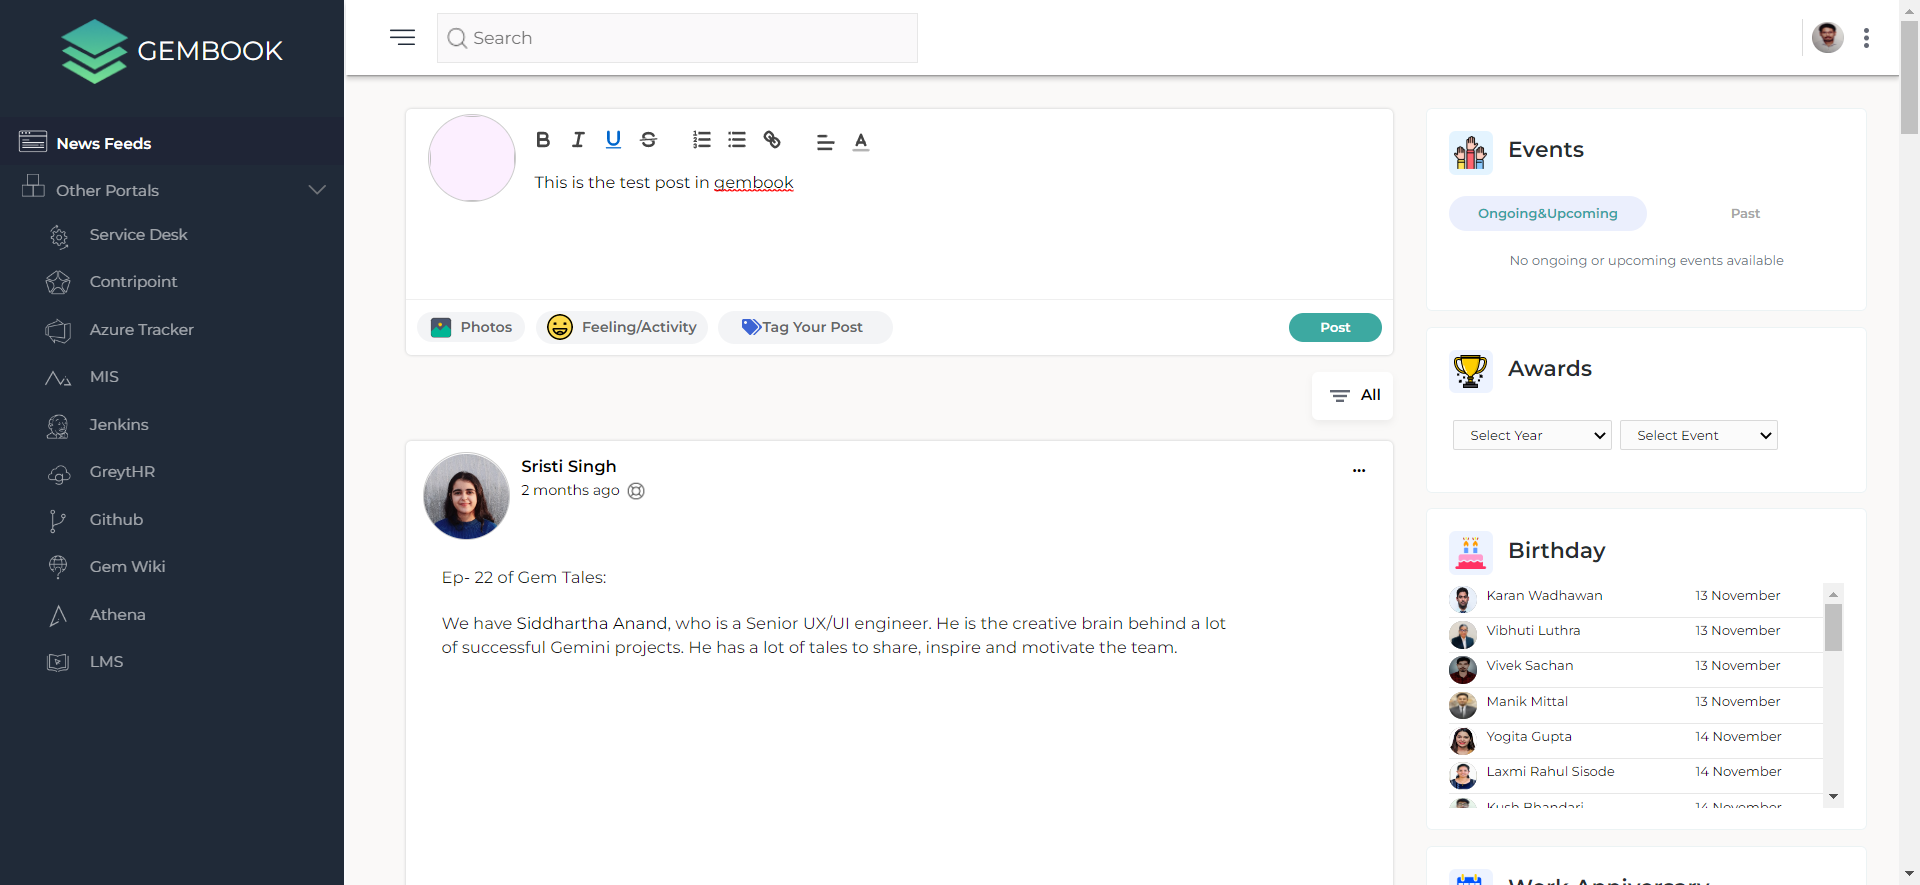 GEMBOOK
Search
News Feeds
Other Portals
Service Desk
Contripoint
Azure Tracker
MIS
Jenkins
GreytHR
Github
Gem Wiki
Athena
LMS
This is the test post in gembook
Photos
Feeling/Activity
Tag Your Post
Post
All
Sristi Singh
2 months ago
Ep- 22 of Gem Tales:
We have Siddhartha Anand, who is a Senior UX/UI engineer. He is the creative brain behind a lot
of successful Gemini projects. He has a lot of tales to share, inspire and motivate the team.
Events
Ongoing&Upcoming Past
No ongoing or upcoming events available
Awards
Select Year Select Event
Birthday
Karan Wadhawan 13 November
Vibhuti Luthra 13 November
Vivek Sachan 13 November
Manik Mittal 13 November
Yogita Gupta 14 November
Laxmi Rahul Sisode 14 November
Kush Bhandari 14 November
Work Anniversary